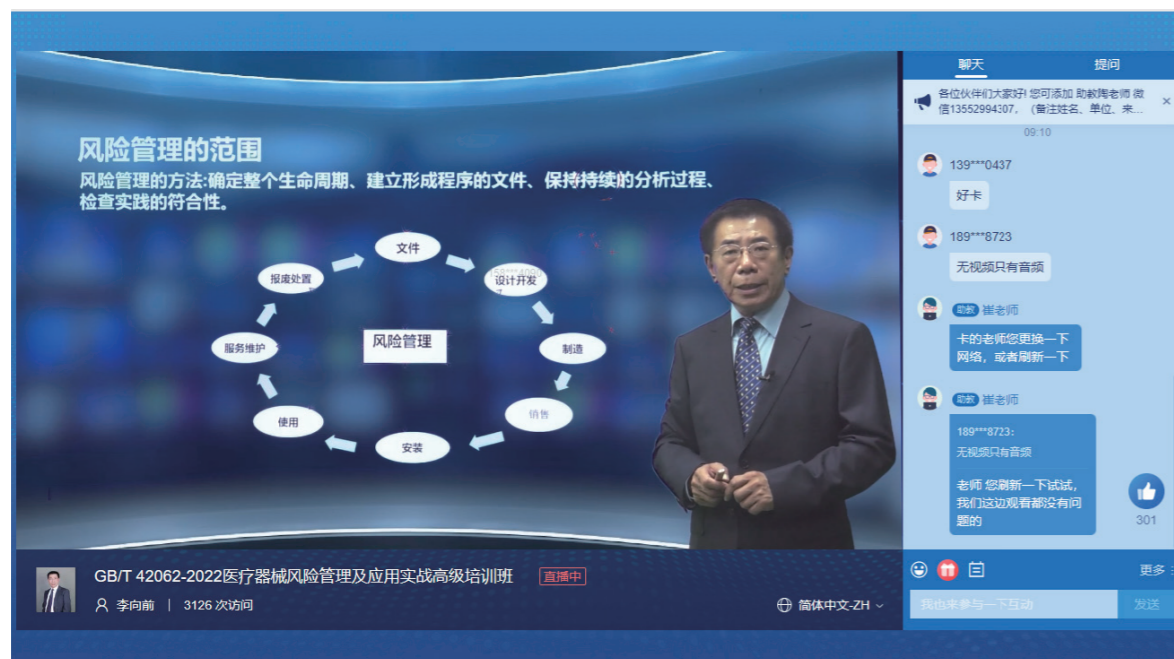 风险管理的范围
风险管理的方法:确定整个生命周期、建立形成程序的文件、保持持续的分析过程、
检查实践的符合性。
文件
设计开发
制造
销售
安装
使用
服务维护
报废处置
风险管理
GB/T 42062-2022医疗器械风险管理及应用实战高级培训班
直播中
李向前 | 3126 次访问
简体中文-ZH
聊天
提问
各位伙伴们大家好! 您可添加 助教陶老师 微
信13552994307, (备注姓名、单位、来...
09:10
139***0437
好卡
189***8723
无视频只有音频
助教 崔老师
卡的老师您更换一下
网络，或者刷新一下
助教 崔老师
189***8723:
无视频只有音频
老师 您刷新一下试试,
我们这边观看都没有问
题的
301
更多
我也来参与一下互动
发送